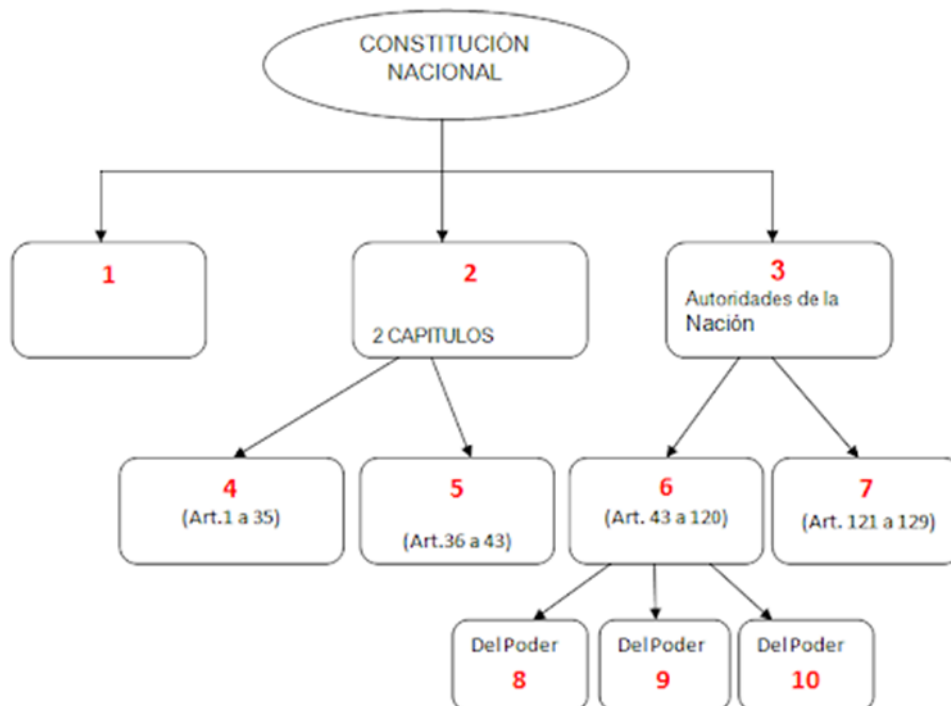 CONSTITUCIÓN
NACIONAL
1
2
2 CAPITULOS
3
Autoridades de la
Nación
4
(Art.1 a 35)
5
(Art.36 a 43)
6
(Art. 43 a 120)
7
(Art. 121 a 129)
Del Poder
8
Del Poder
9
Del Poder
10